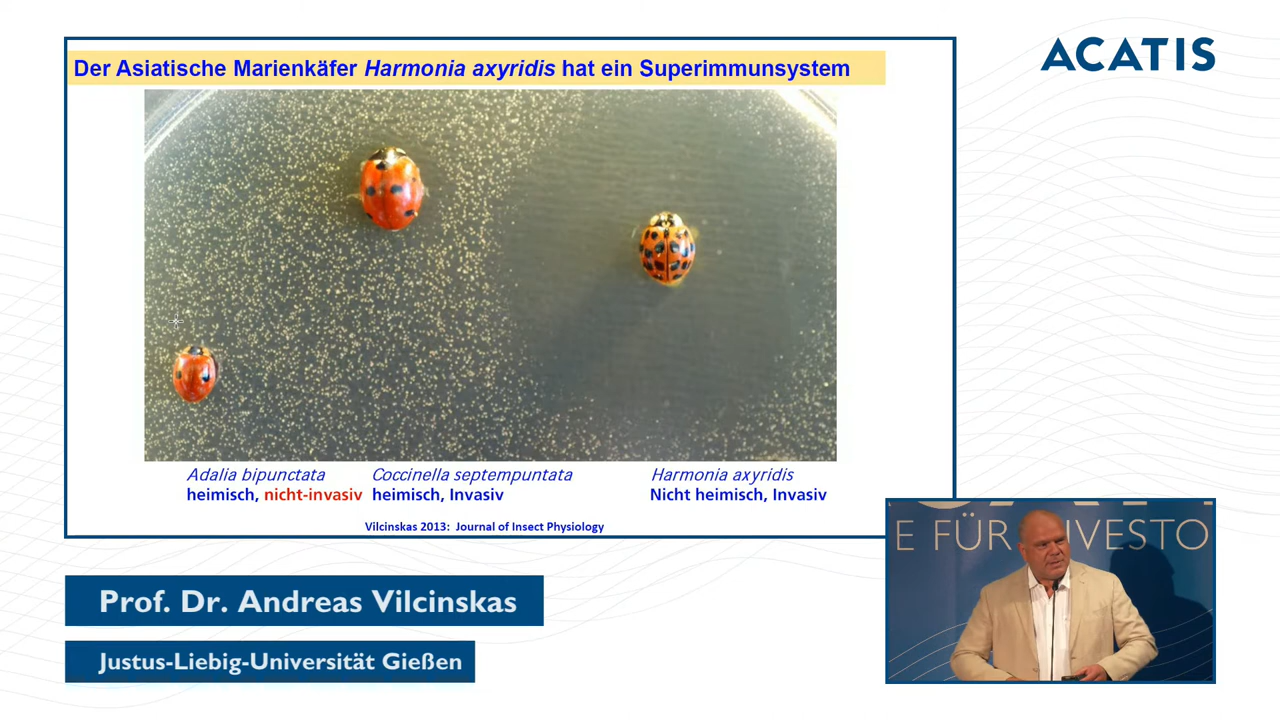 ACATIS
Der Asiatische Marienkäfer Harmonia axyridis hat ein Superimmunsystem
Adalia bipunctata
heimisch, nicht-invasiv
Coccinella septempuntata
heimisch, Invasiv
Harmonia axyridis
Nicht heimisch, Invasiv
Vilcinskas 2013: Journal of Insect Physiology
E FÜR INVESTO
Prof. Dr. Andreas Vilcinskas
Justus-Liebig-Universität Gießen